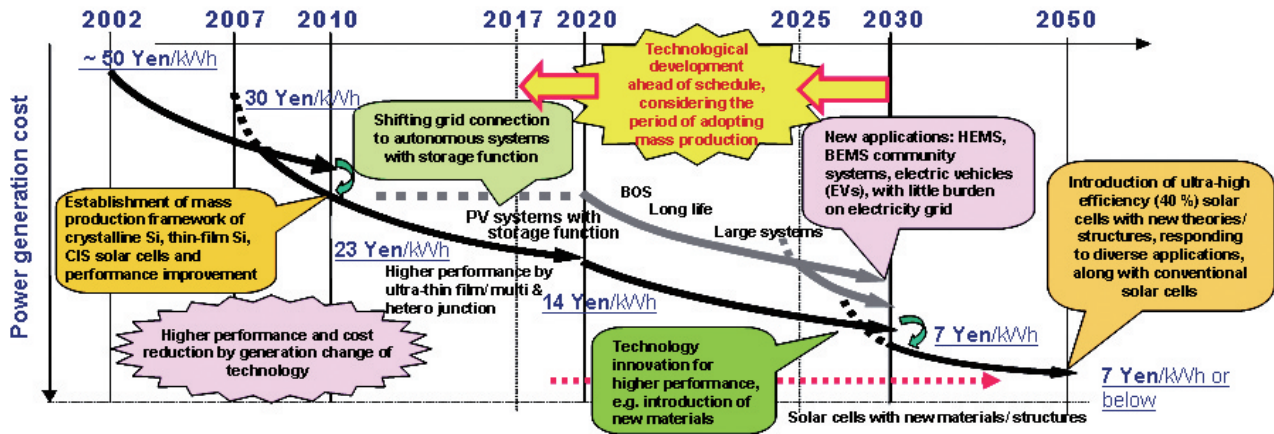 2002
2007
2010
2017
2020
2025
2030
2050
Power generation cost
~ 50 Yen/kWh
30 Yen/kWh
Shifting grid connection
to autonomous systems
with storage function
Technological
development
ahead of schedule,
considering the
period of adopting
mass production
New applications: HEMS,
BEMS community
systems, electric vehicles
(EVs), with little burden
on electricity grid
Introduction of ultra-high
efficiency (40 %) solar
cells with new theories/
structures, responding
to diverse applications,
along with conventional
solar cells
Establishment of mass
production framework of
crystalline Si, thin-film Si,
CIS solar cells and
performance improvement
BOS
Long life
Large systems
PV systems with
storage function
23 Yen/kWh
Higher performance by
ultra-thin film/ multi &
hetero junction
14 Yen/kWh
7 Yen/kWh
Higher performance and cost
reduction by generation change of
technology
Technology
innovation for
higher performance,
e.g. introduction of
new materials
7 Yen/kWh or
below
Solar cells with new materials/ structures